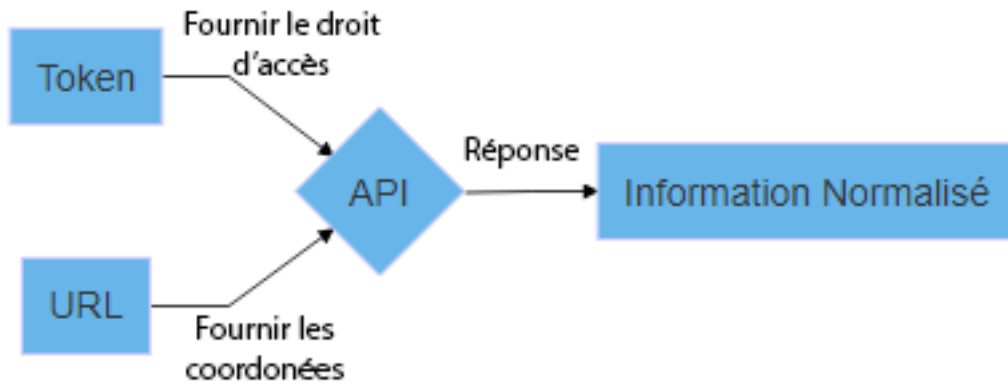 Fournir le droit
d'accès
Token
Réponse
API
Information Normalisé
URL
Fournir les
coordonées